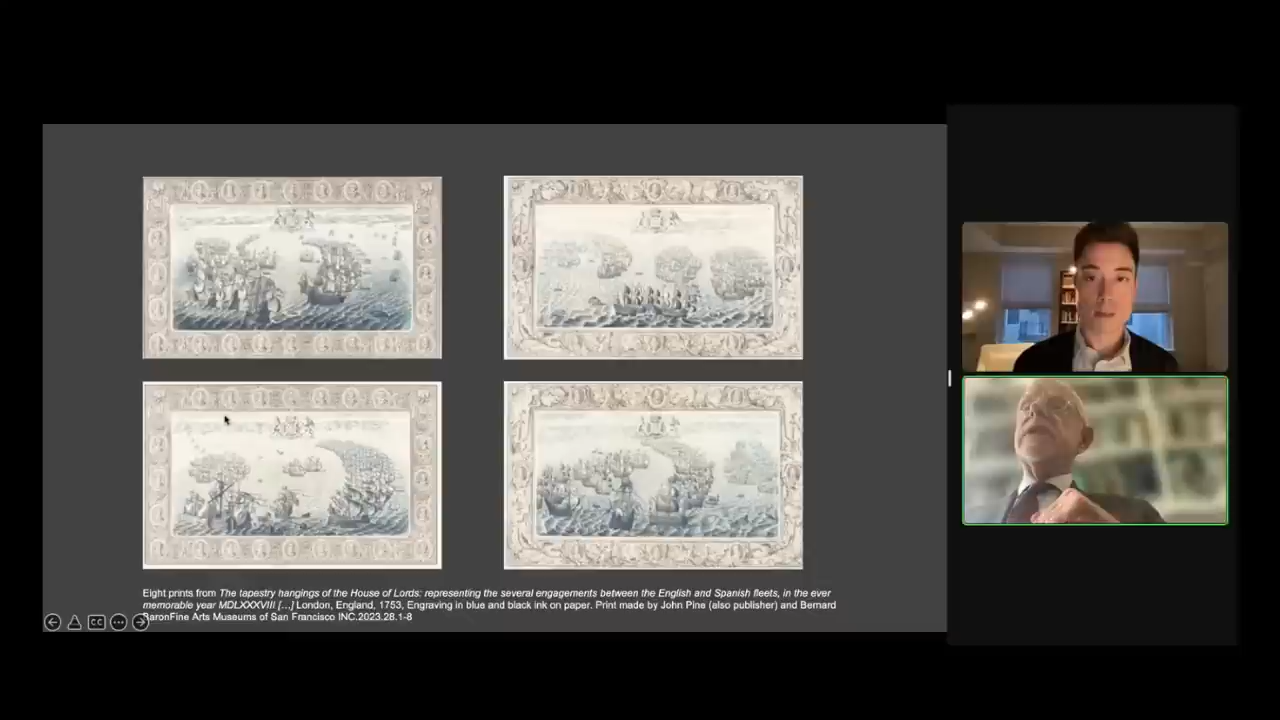 Eight prints from The tapestry hangings of the House of Lords: representing the several engagements between the English and Spanish fleets, in the ever
memorable year MDLXXXVIII [...] London, England, 1753, Engraving in blue and black ink on paper. Print made by John Pine (also publisher) and Bernard
BaronFine Arts Museums of San Francisco INC.2023.28.1-8
CC